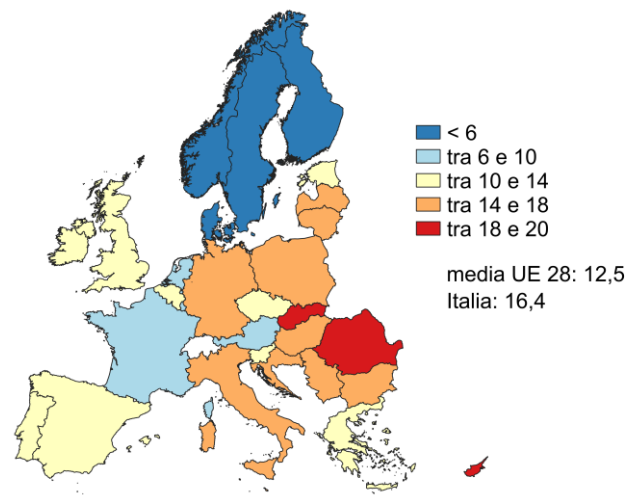 < 6
tra 6 e 10
tra 10 e 14
tra 14 e 18
tra 18 e 20
media UE 28: 12,5
Italia: 16,4